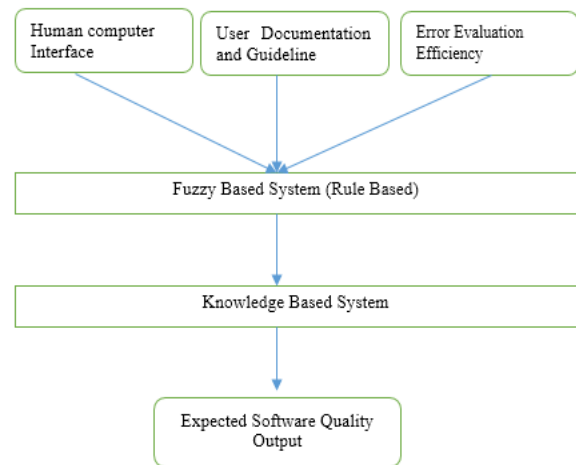 Human computer
Interface
User Documentation
and Guideline
Error Evaluation
Efficiency
Fuzzy Based System (Rule Based)
Knowledge Based System
Expected Software Quality
Output